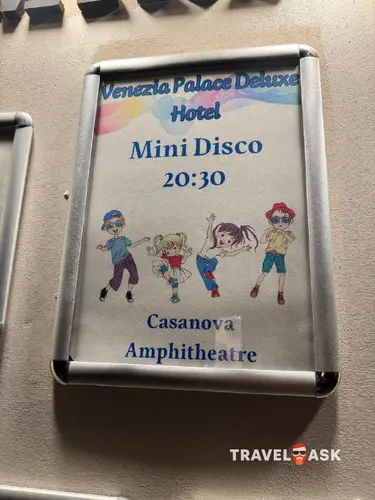 Venezia Palace Deluxe
Hotel
Mini Disco
20:30
Casanova
Amphitheatre
TRAVEL ASK